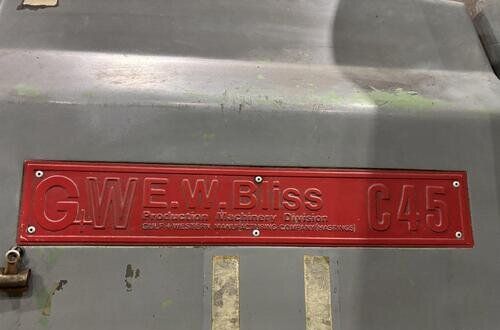 G+W E.W. Bliss C45
Production Machinery Division
GULF + WESTERN MANUFACTURING COMPANY (HASTINGS)